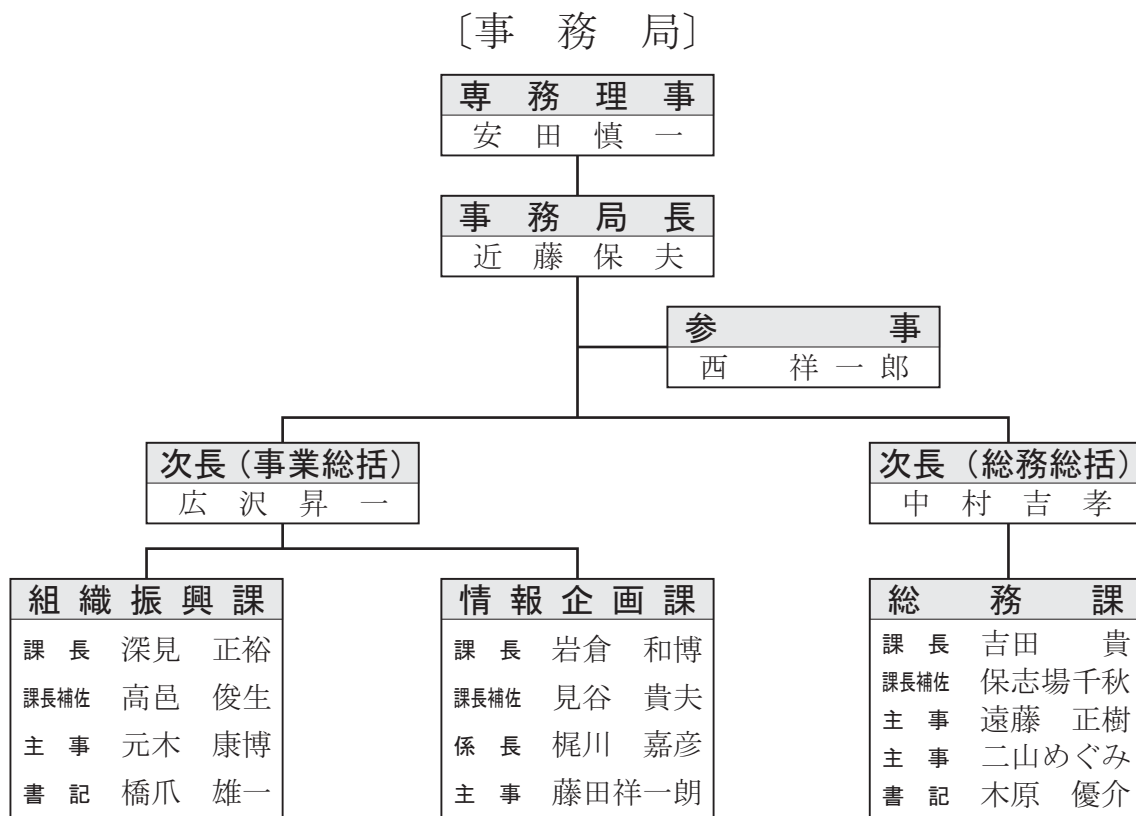 〔事　務　局〕
専務理事
安田慎一
事務局長
近藤保夫
参事
西　祥一郎
次長（事業総括）
広沢昇一
次長（総務総括）
中村吉孝
組織振興課
課長　深見　正裕
課長補佐　高邑　俊生
主事　元木　康博
書記　橋爪　雄一
情報企画課
課長　岩倉　和博
課長補佐　見谷　貴夫
係長　梶川　嘉彦
主事　藤田祥一朗
総務課
課長　吉田　貴
課長補佐　保志場千秋
主事　遠藤　正樹
主事　二山めぐみ
書記　木原　優介